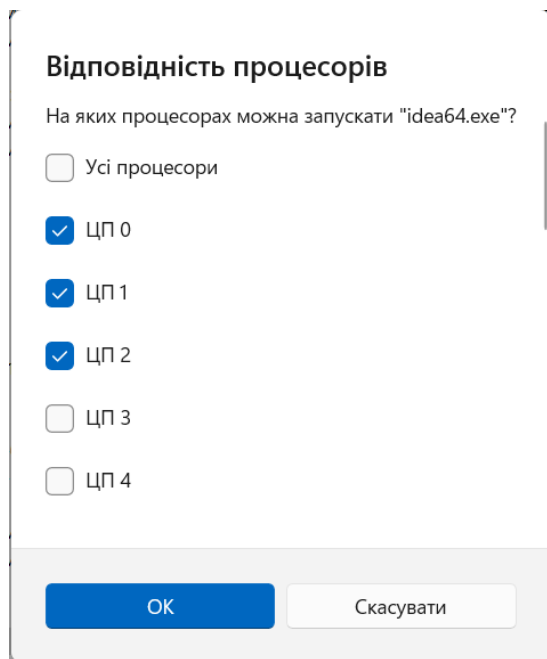 Відповідність процесорів
На яких процесорах можна запускати "idea64.exe"?
Усі процесори
ЦП 0
ЦП 1
ЦП 2
ЦП 3
ЦП 4
ОК
Скасувати